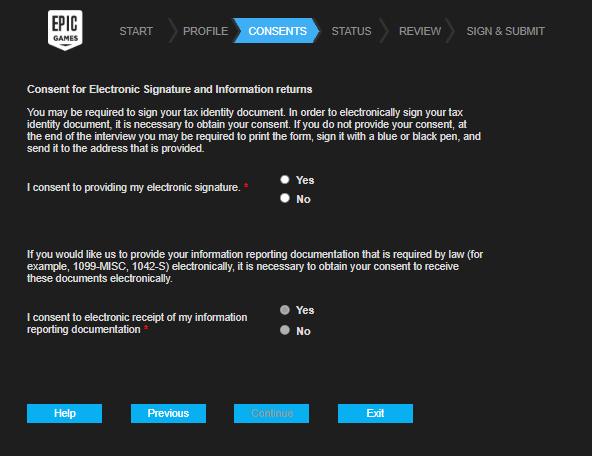 EPIC
GAMES
START PROFILE CONSENTS STATUS REVIEW SIGN & SUBMIT
Consent for Electronic Signature and Information returns
You may be required to sign your tax identity document. In order to electronically sign your tax
identity document, it is necessary to obtain your consent. If you do not provide your consent, at
the end of the interview you may be required to print the form, sign it with a blue or black pen, and
send it to the address that is provided.
I consent to providing my electronic signature. *
Yes
No
If you would like us to provide your information reporting documentation that is required by law (for
example, 1099-MISC, 1042-S) electronically, it is necessary to obtain your consent to receive
these documents electronically.
I consent to electronic receipt of my information
reporting documentation *
Yes
No
Help Previous Continue Exit